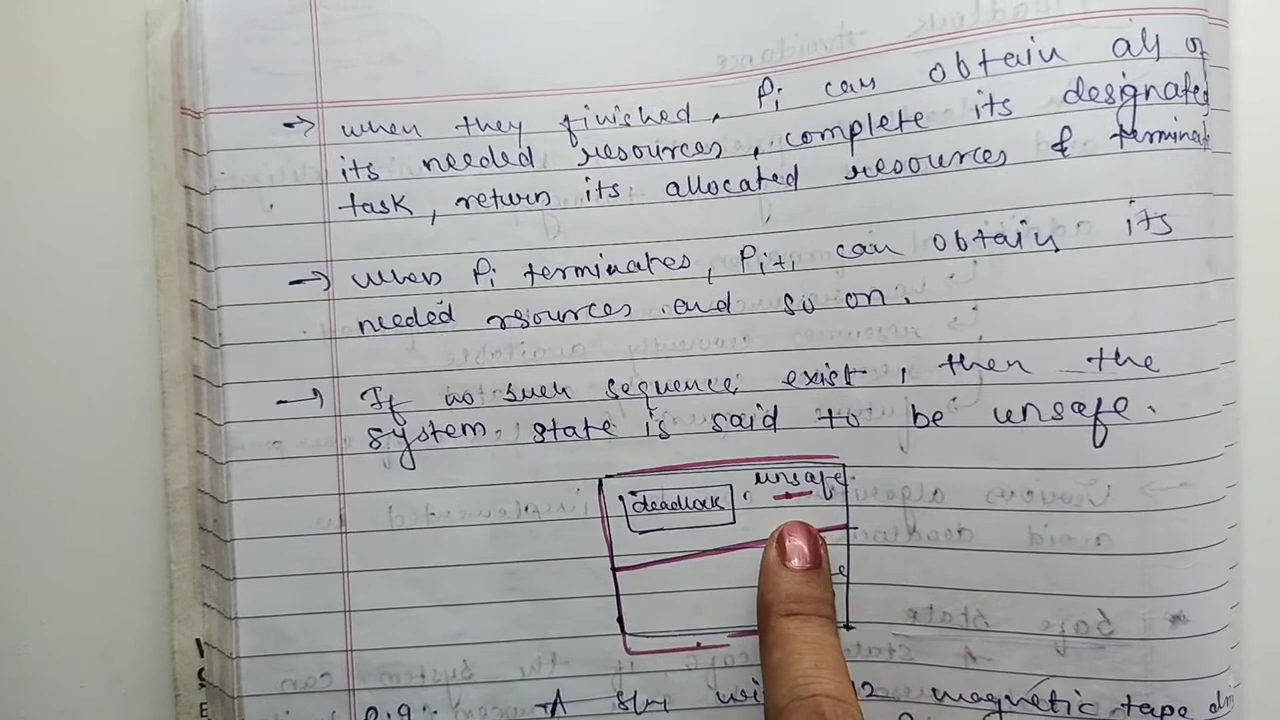 → when they finished, Pi can obtain all of
its needed resources, complete its designated
task, return its allocated resources & terminate
→ when Pi terminates, Pi+1 can obtain its
needed resources and so on.
→ If no such sequence exist, then the
system state is said to be unsafe.
unsafe.
deadlock
A s/m wi 12 magnetic tape